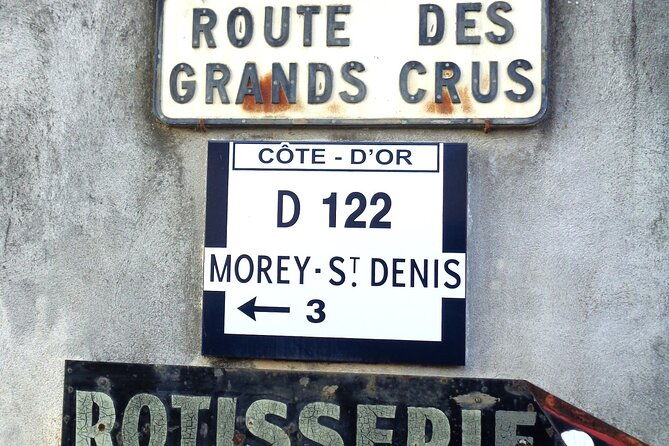 ROUTE DES
GRANDS CRUS
CÔTE - D'OR
D 122
MOREY - ST. DENIS
← 3
ROTISSERIE